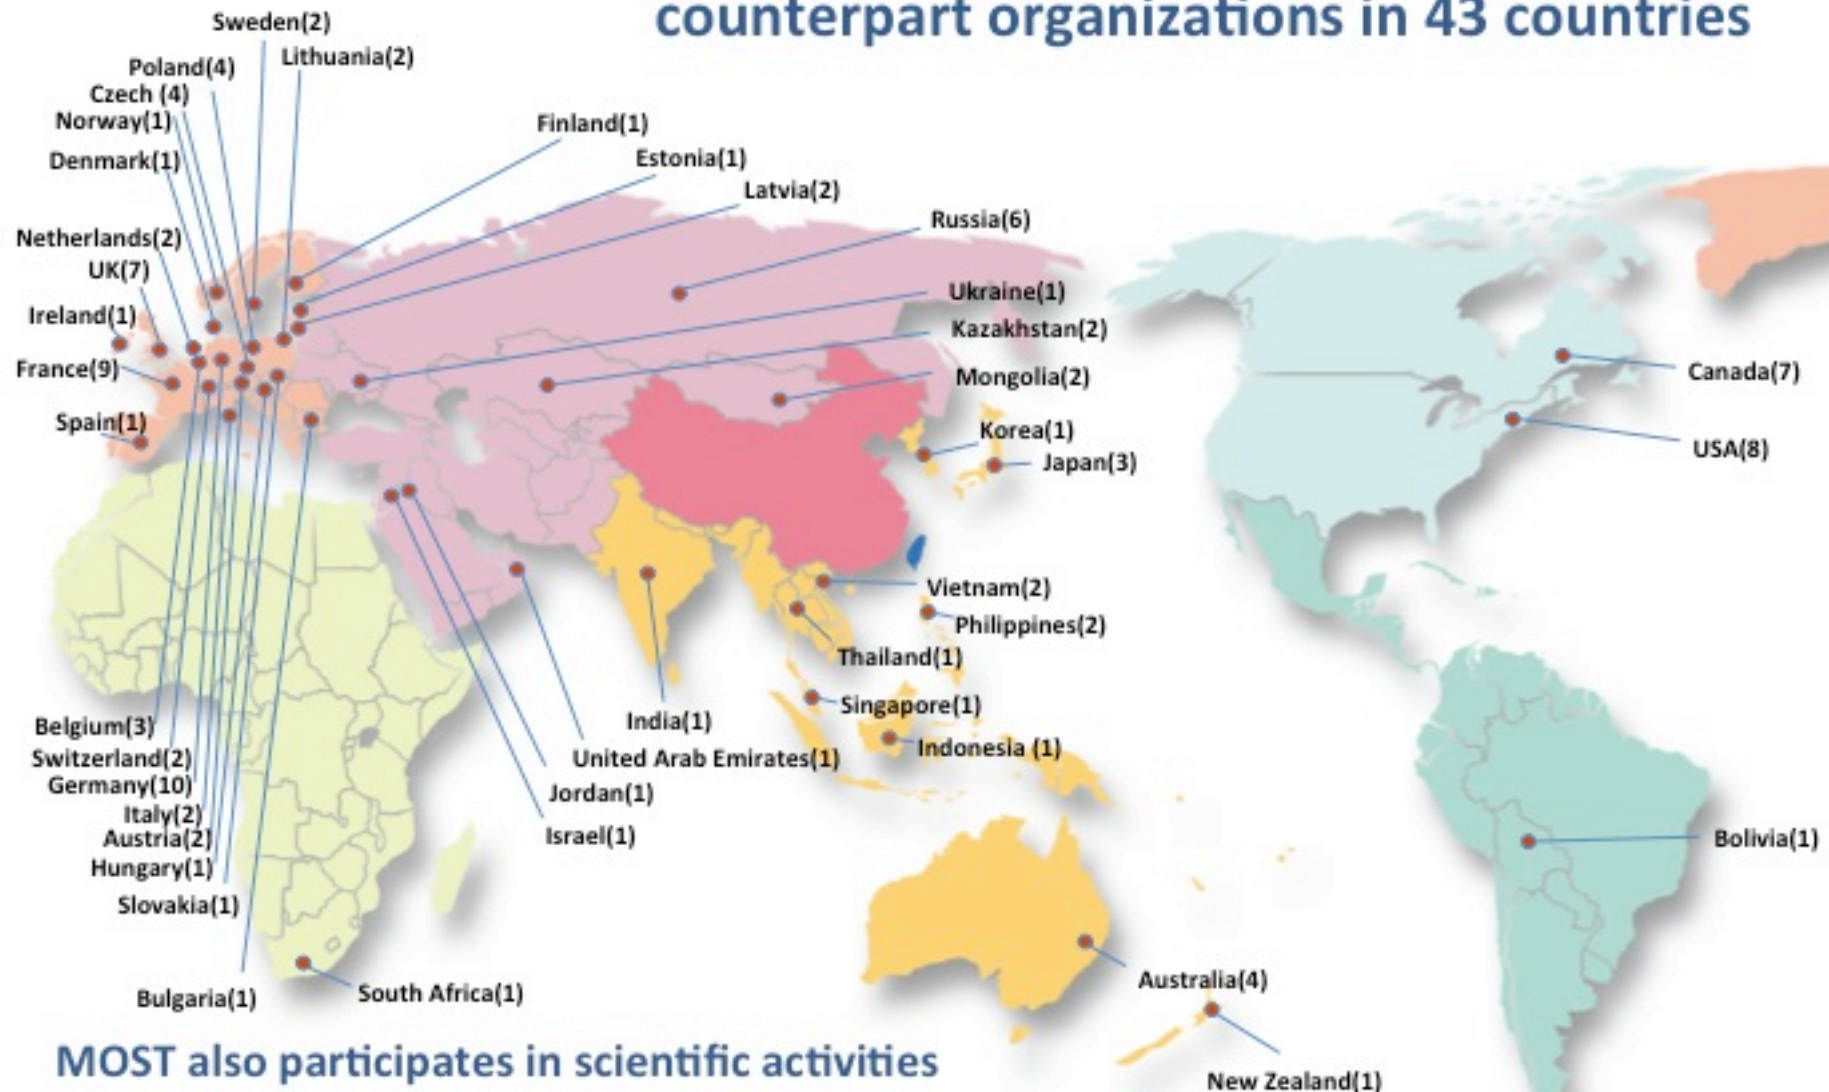 counterpart organizations in 43 countries
Sweden(2)
Lithuania(2)
Poland(4)
Czech (4)
Norway(1)
Denmark(1)
Finland(1)
Estonia(1)
Latvia(2)
Russia(6)
Netherlands(2)
UK(7)
Ireland(1)
France(9)
Spain(1)
Ukraine(1)
Kazakhstan(2)
Mongolia(2)
Korea(1)
Japan(3)
Canada(7)
USA(8)
Vietnam(2)
Philippines(2)
Thailand(1)
Singapore(1)
Indonesia (1)
India(1)
United Arab Emirates(1)
Jordan(1)
Israel(1)
Belgium(3)
Switzerland(2)
Germany(10)
Italy(2)
Austria(2)
Hungary(1)
Slovakia(1)
Bulgaria(1)
South Africa(1)
Bolivia(1)
Australia(4)
New Zealand(1)
MOST also participates in scientific activities